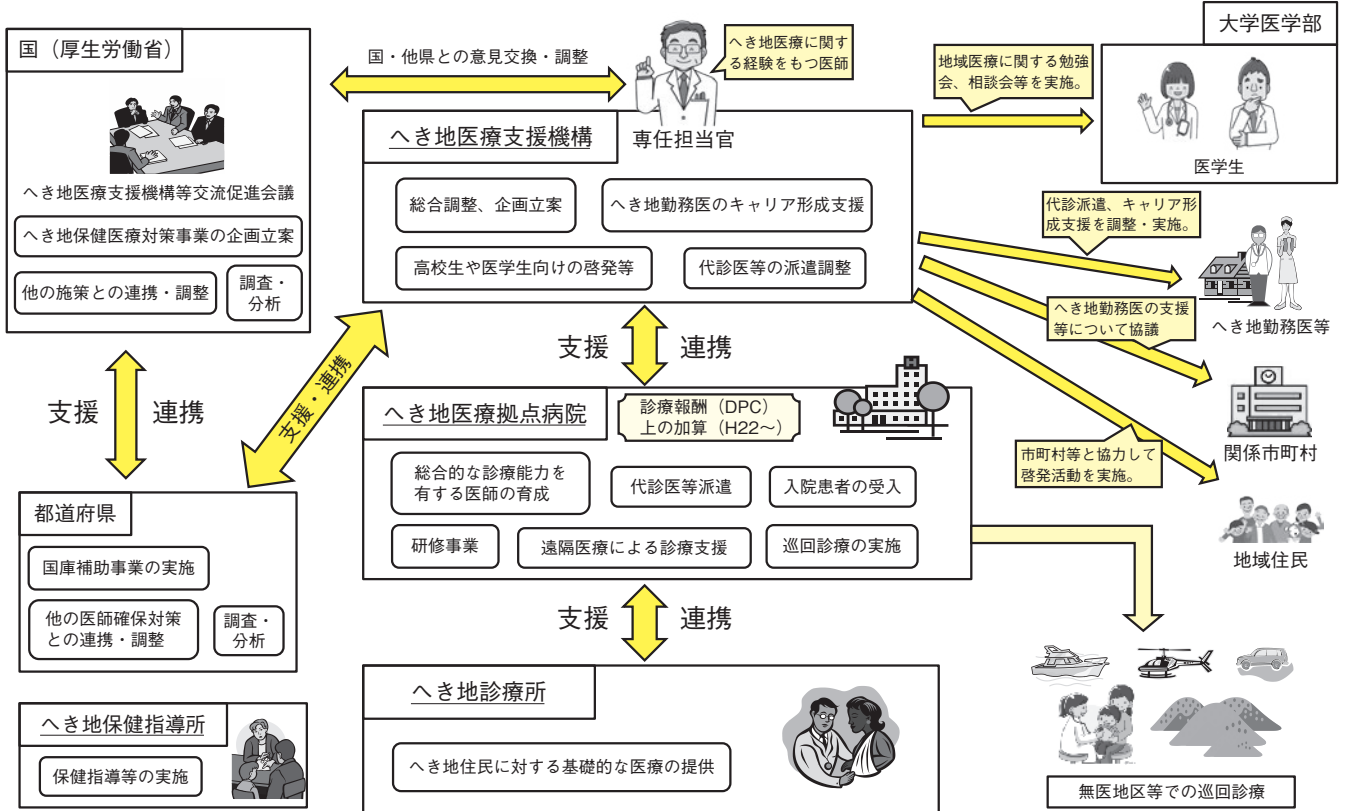 国（厚生労働省）
へき地医療支援機構等交流促進会議
へき地保健医療対策事業の企画立案
他の施策との連携・調整
調査・
分析
支援
連携
都道府県
国庫補助事業の実施
他の医師確保対策
との連携・調整
調査・
分析
へき地保健指導所
保健指導等の実施
国・他県との意見交換・調整
へき地医療に関す
る経験をもつ医師
へき地医療支援機構
専任担当官
総合調整、企画立案
へき地勤務医のキャリア形成支援
高校生や医学生向けの啓発等
代診医等の派遣調整
支援・連携
支援
連携
へき地医療拠点病院
診療報酬（DPC）
上の加算（H22～）
H
総合的な診療能力を
有する医師の育成
代診医等派遣
入院患者の受入
研修事業
遠隔医療による診療支援
巡回診療の実施
支援
連携
へき地診療所
へき地住民に対する基礎的な医療の提供
大学医学部
地域医療に関する勉強
会、相談会等を実施。
医学生
代診派遣、キャリア形
成支援を調整・実施。
へき地勤務医等
へき地勤務医の支援
等について協議
関係市町村
市町村等と協力して
啓発活動を実施。
地域住民
無医地区等での巡回診療